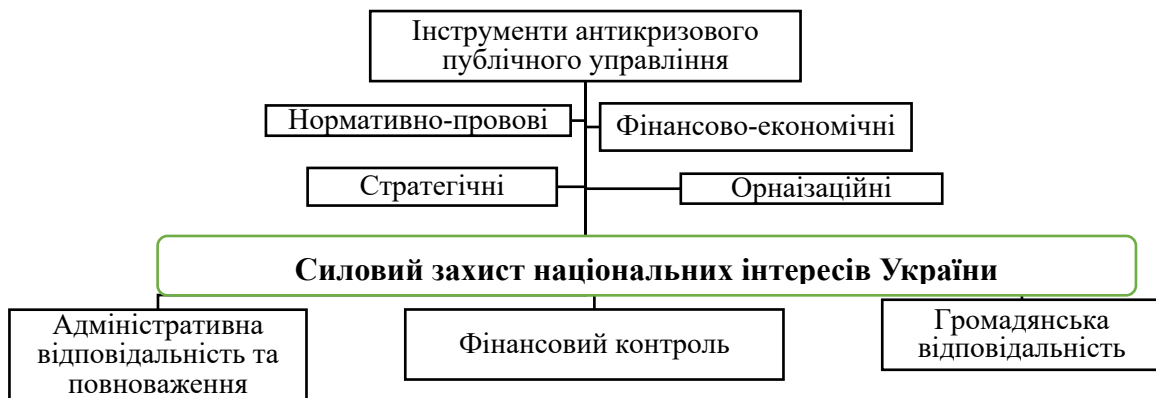 Інструменти антикризового
публічного управління
Нормативно-провові
Фінансово-економічні
Стратегічні
Орнаізаційні
Силовий захист національних інтересів України
Адміністративна
відповідальність та
повноваження
Фінансовий контроль
Громадянська
відповідальність